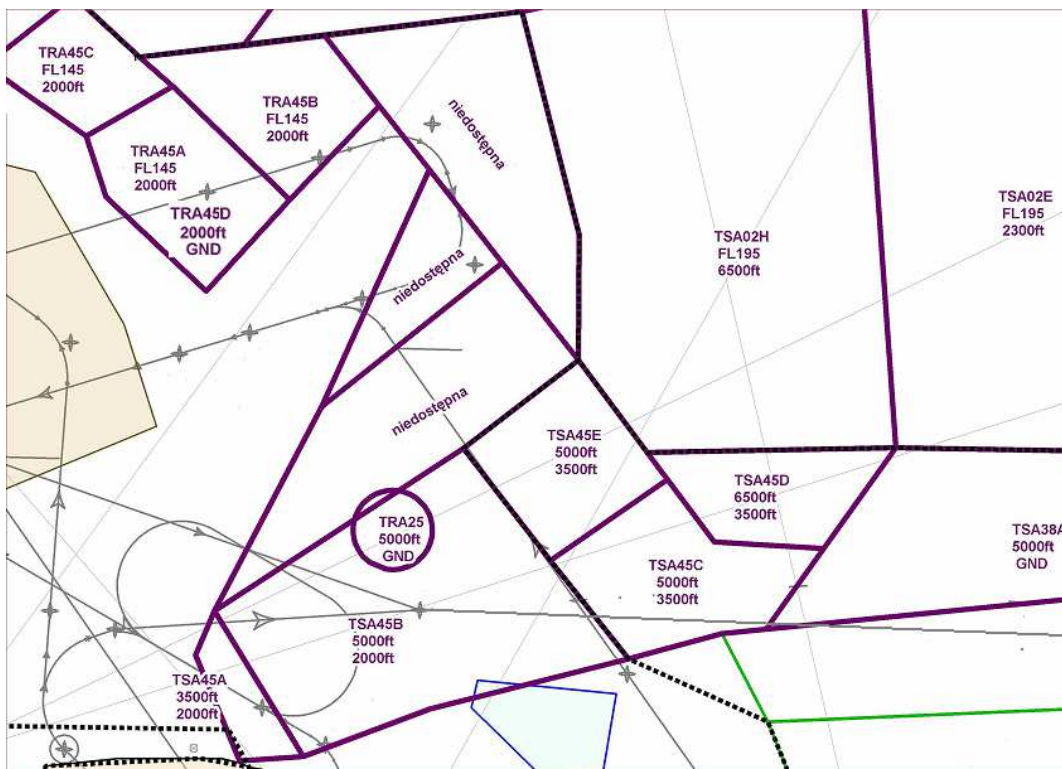 TRA45C
FL145
2000ft
TRA45B
FL145
2000ft
niedostępna
TRA45A
FL145
2000ft
TRA45D
2000ft
GND
TSA02E
FL195
2300ft
TSA02H
FL195
6500ft
niedostępna
niedostępna
TSA45E
5000ft
3500ft
TSA45D
6500ft
3500ft
TRA25
5000ft
GND
TSA38A
5000ft
GND
TSA45C
5000ft
3500ft
TSA45B
5000ft
2000ft
TSA45A
3500ft
2000ft